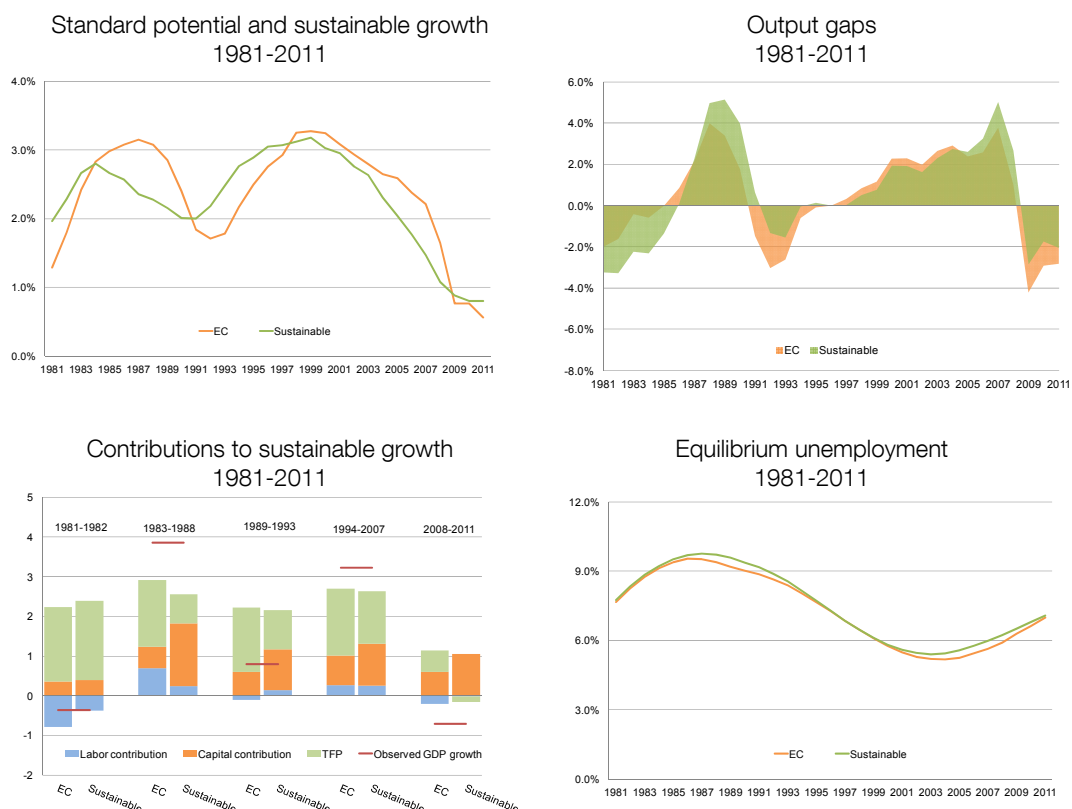 Standard potential and sustainable growth
1981-2011
4.0%
3.0%
2.0%
1.0%
0.0%
EC Sustainable
1981 1983 1985 1987 1989 1991 1993 1995 1997 1999 2001 2003 2005 2007 2009 2011
Output gaps
1981-2011
6.0%
4.0%
2.0%
0.0%
-2.0%
-4.0%
-6.0%
-8.0%
EC Sustainable
1981 1983 1985 1987 1989 1991 1993 1995 1997 1999 2001 2003 2005 2007 2009 2011
Contributions to sustainable growth
1981-2011
5
4
3
2
1
0
-1
-2
1981-1982 1983-1988 1989-1993 1994-2007 2008-2011
Labor contribution Capital contribution TFP Observed GDP growth
EC Sustainable EC Sustainable EC Sustainable EC Sustainable EC Sustainable
Equilibrium unemployment
1981-2011
12.0%
9.0%
6.0%
3.0%
0.0%
EC Sustainable
1981 1983 1985 1987 1989 1991 1993 1995 1997 1999 2001 2003 2005 2007 2009 2011